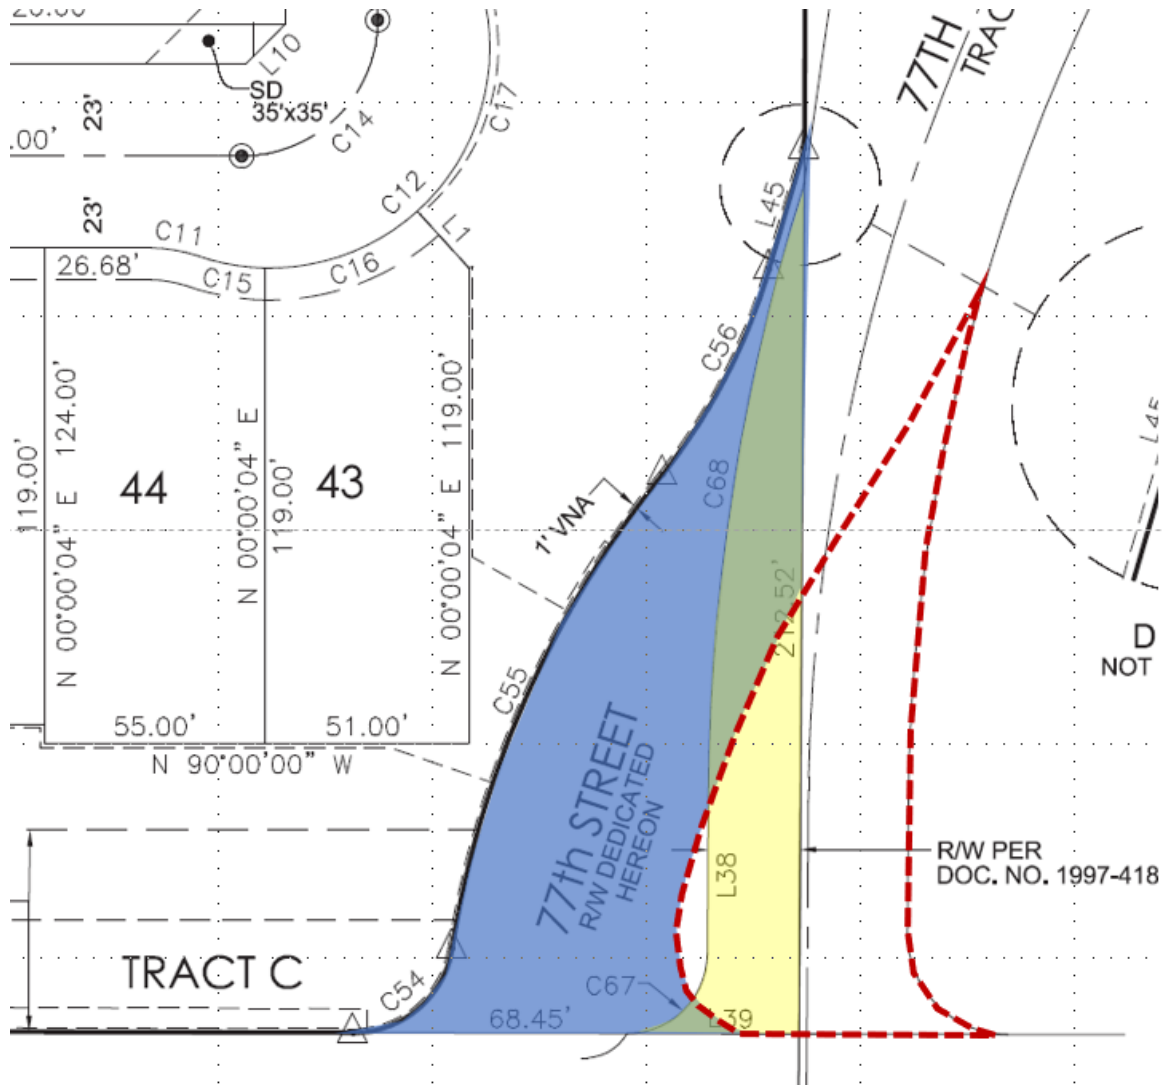 20.00'
L10
SD
35'x35'
23'
.00'
C14
C17
77TH
TRAC
23'
C12
L1
C11
26.68'
C15
C16
L45
C56
C68
L45
119.00'
N 00°00'04" E 124.00'
N 00°00'04" E
119.00'
N 00°00'04" E 119.00'
44
43
1' VNA
212.52'
D
NOT
C55
55.00'
51.00'
N 90°00'00" W
77th STREET
R/W DEDICATED
HEREON
L38
R/W PER
DOC. NO. 1997-418
TRACT C
C54
C67
68.45'
L39